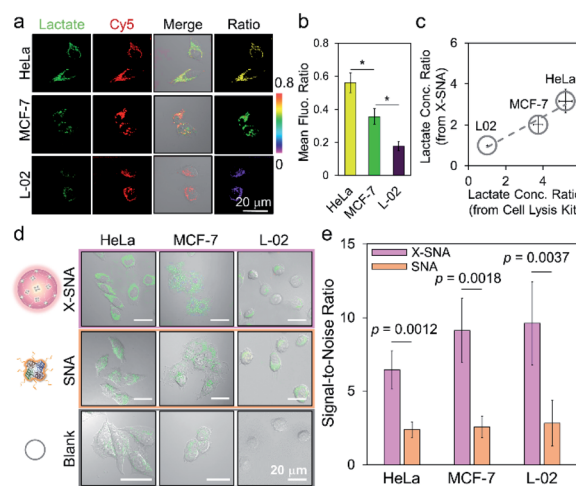 a
Lactate Cy5 Merge Ratio
HeLa
MCF-7
L-02
0.8
0
20 μm
b
Mean Fluo. Ratio
0.8
0.6
0.4
0.2
0
*
*
HeLa
MCF-7
L-02
c
Lactate Conc. Ratio
(from X-SNA)
6
4
2
0
HeLa
MCF-7
L02
0 2 4 6
Lactate Conc. Ratio
(from Cell Lysis Kit
d
HeLa MCF-7 L-02
X-SNA
SNA
Blank
20 μm
e
Signal-to-Noise Ratio
15
10
5
0
X-SNA
SNA
p = 0.0012
p = 0.0018
p = 0.0037
HeLa MCF-7 L-02